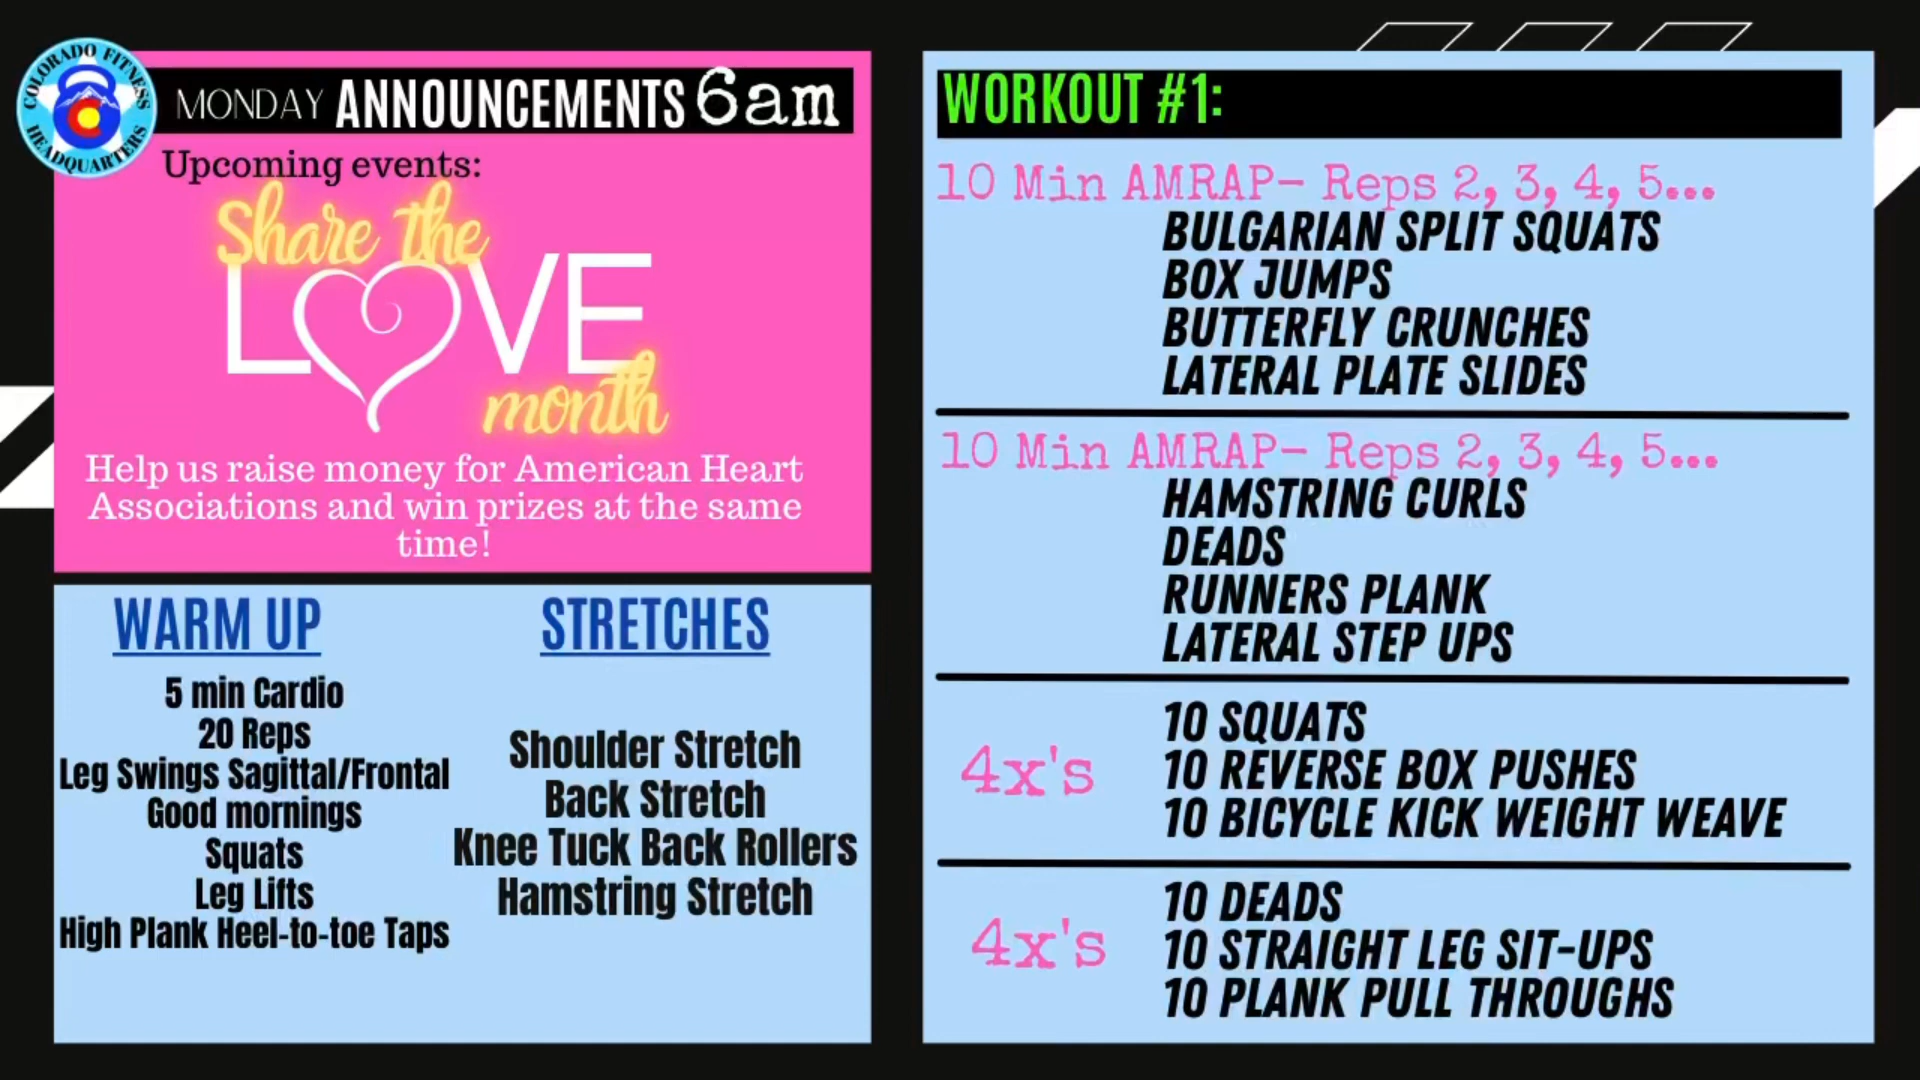 COLORADO FITNESS
HEADQUARTERS
MONDAY ANNOUNCEMENTS 6am
Upcoming events:
Share the
LOVE
month
Help us raise money for American Heart
Associations and win prizes at the same
time!
WARM UP
5 min Cardio
20 Reps
Leg Swings Sagittal/Frontal
Good mornings
Squats
Leg Lifts
High Plank Heel-to-toe Taps
STRETCHES
Shoulder Stretch
Back Stretch
Knee Tuck Back Rollers
Hamstring Stretch
WORKOUT #1:
10 Min AMRAP- Reps 2, 3, 4, 5...
BULGARIAN SPLIT SQUATS
BOX JUMPS
BUTTERFLY CRUNCHES
LATERAL PLATE SLIDES
10 Min AMRAP- Reps 2, 3, 4, 5...
HAMSTRING CURLS
DEADS
RUNNERS PLANK
LATERAL STEP UPS
4x's
10 SQUATS
10 REVERSE BOX PUSHES
10 BICYCLE KICK WEIGHT WEAVE
4x's
10 DEADS
10 STRAIGHT LEG SIT-UPS
10 PLANK PULL THROUGHS